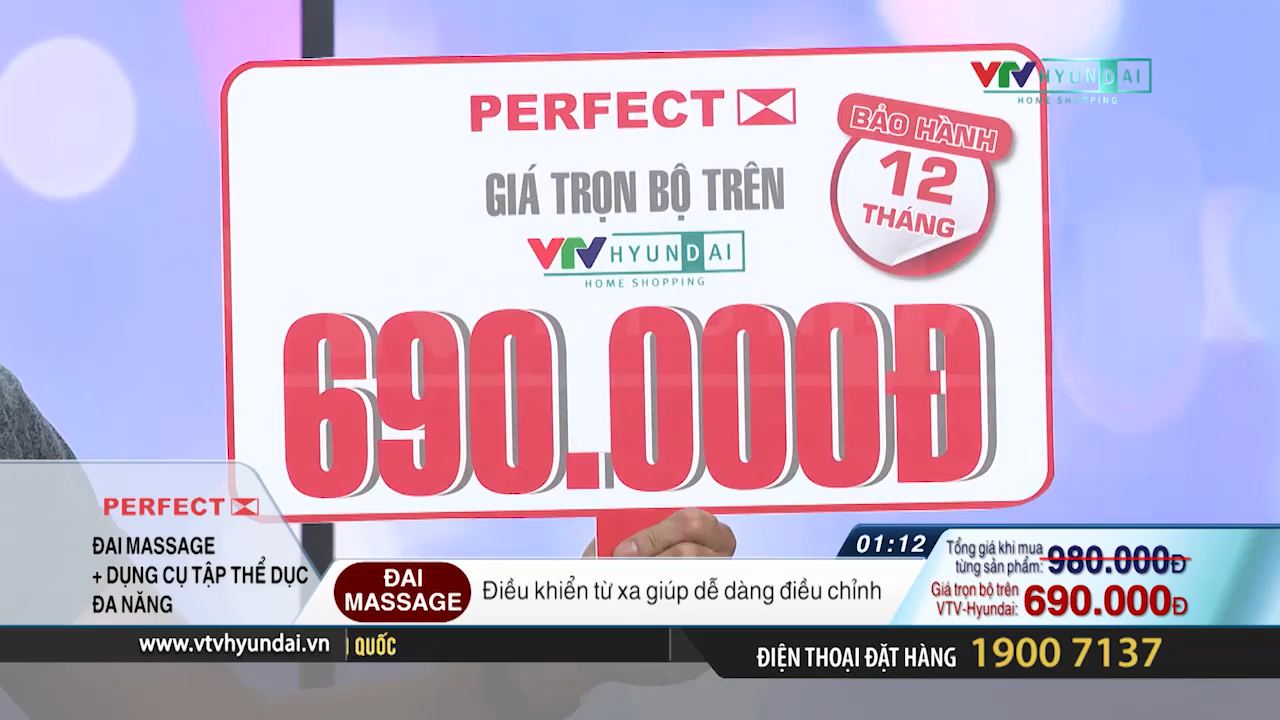 VTV HYUNDAI
HOME SHOPPING
PERFECT
BẢO HÀNH
12
THÁNG
GIÁ TRỌN BỘ TRÊN
VTV HYUNDAI
HOME SHOPPING
690.000Đ
PERFECT
ĐAI MASSAGE
+ DỤNG CỤ TẬP THỂ DỤC
ĐA NĂNG
ĐAI
MASSAGE
Điều khiển từ xa giúp dễ dàng điều chỉnh
01:12
Tổng giá khi mua
từng sản phẩm: 980.000Đ
Giá trọn bộ trên
VTV-Hyundai: 690.000Đ
www.vtvhyundai.vn
QUỐC
ĐIỆN THOẠI ĐẶT HÀNG 1900 7137